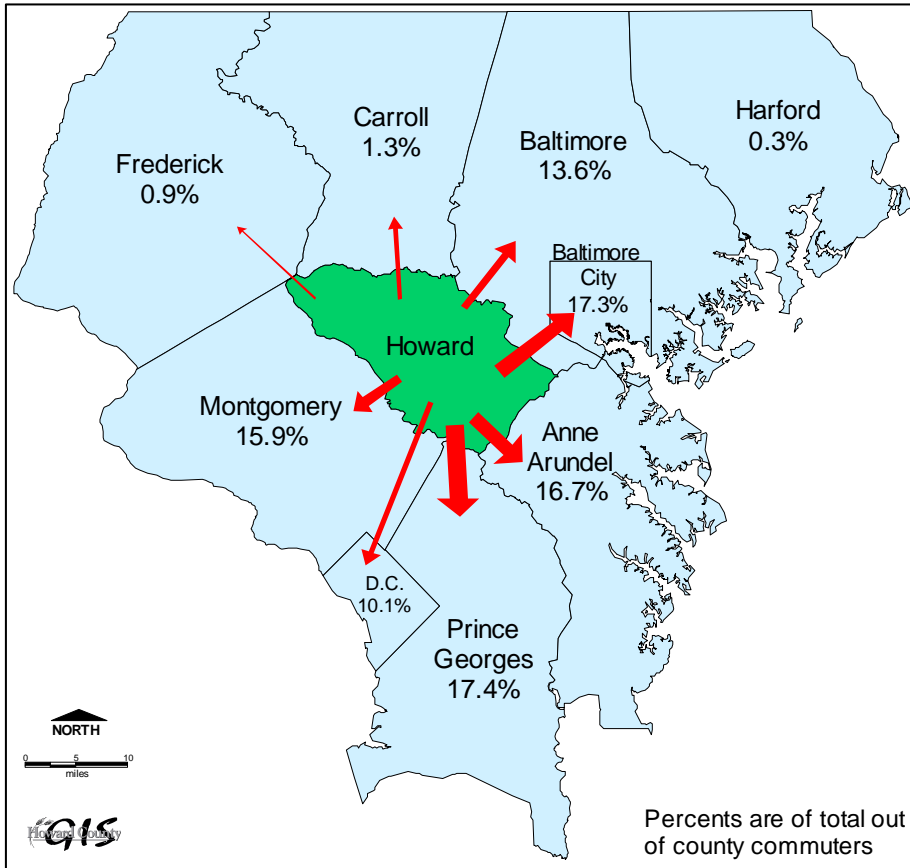 Harford
0.3%
Carroll
1.3%
Baltimore
13.6%
Frederick
0.9%
Baltimore
City
17.3%
Howard
Montgomery
15.9%
Anne
Arundel
16.7%
D.C.
10.1%
Prince
Georges
17.4%
NORTH
0 5 10
miles
Howard County
GIS
Percents are of total out
of county commuters